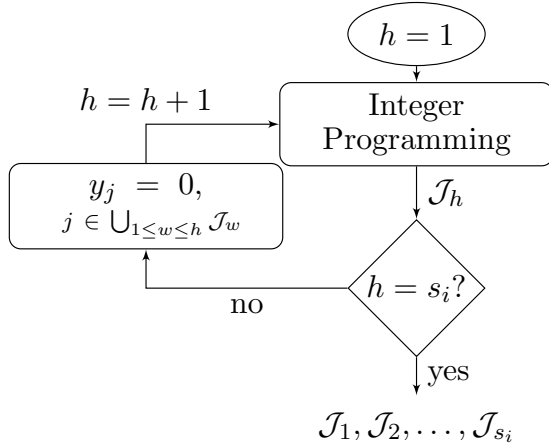 h = 1
h = h + 1
Integer
Programming
y_j = 0,
j ∈ ⋃_{1≤w≤h} 𝒥_w
𝒥_h
h = s_i?
no
yes
𝒥_1, 𝒥_2, . . . , 𝒥_{s_i}